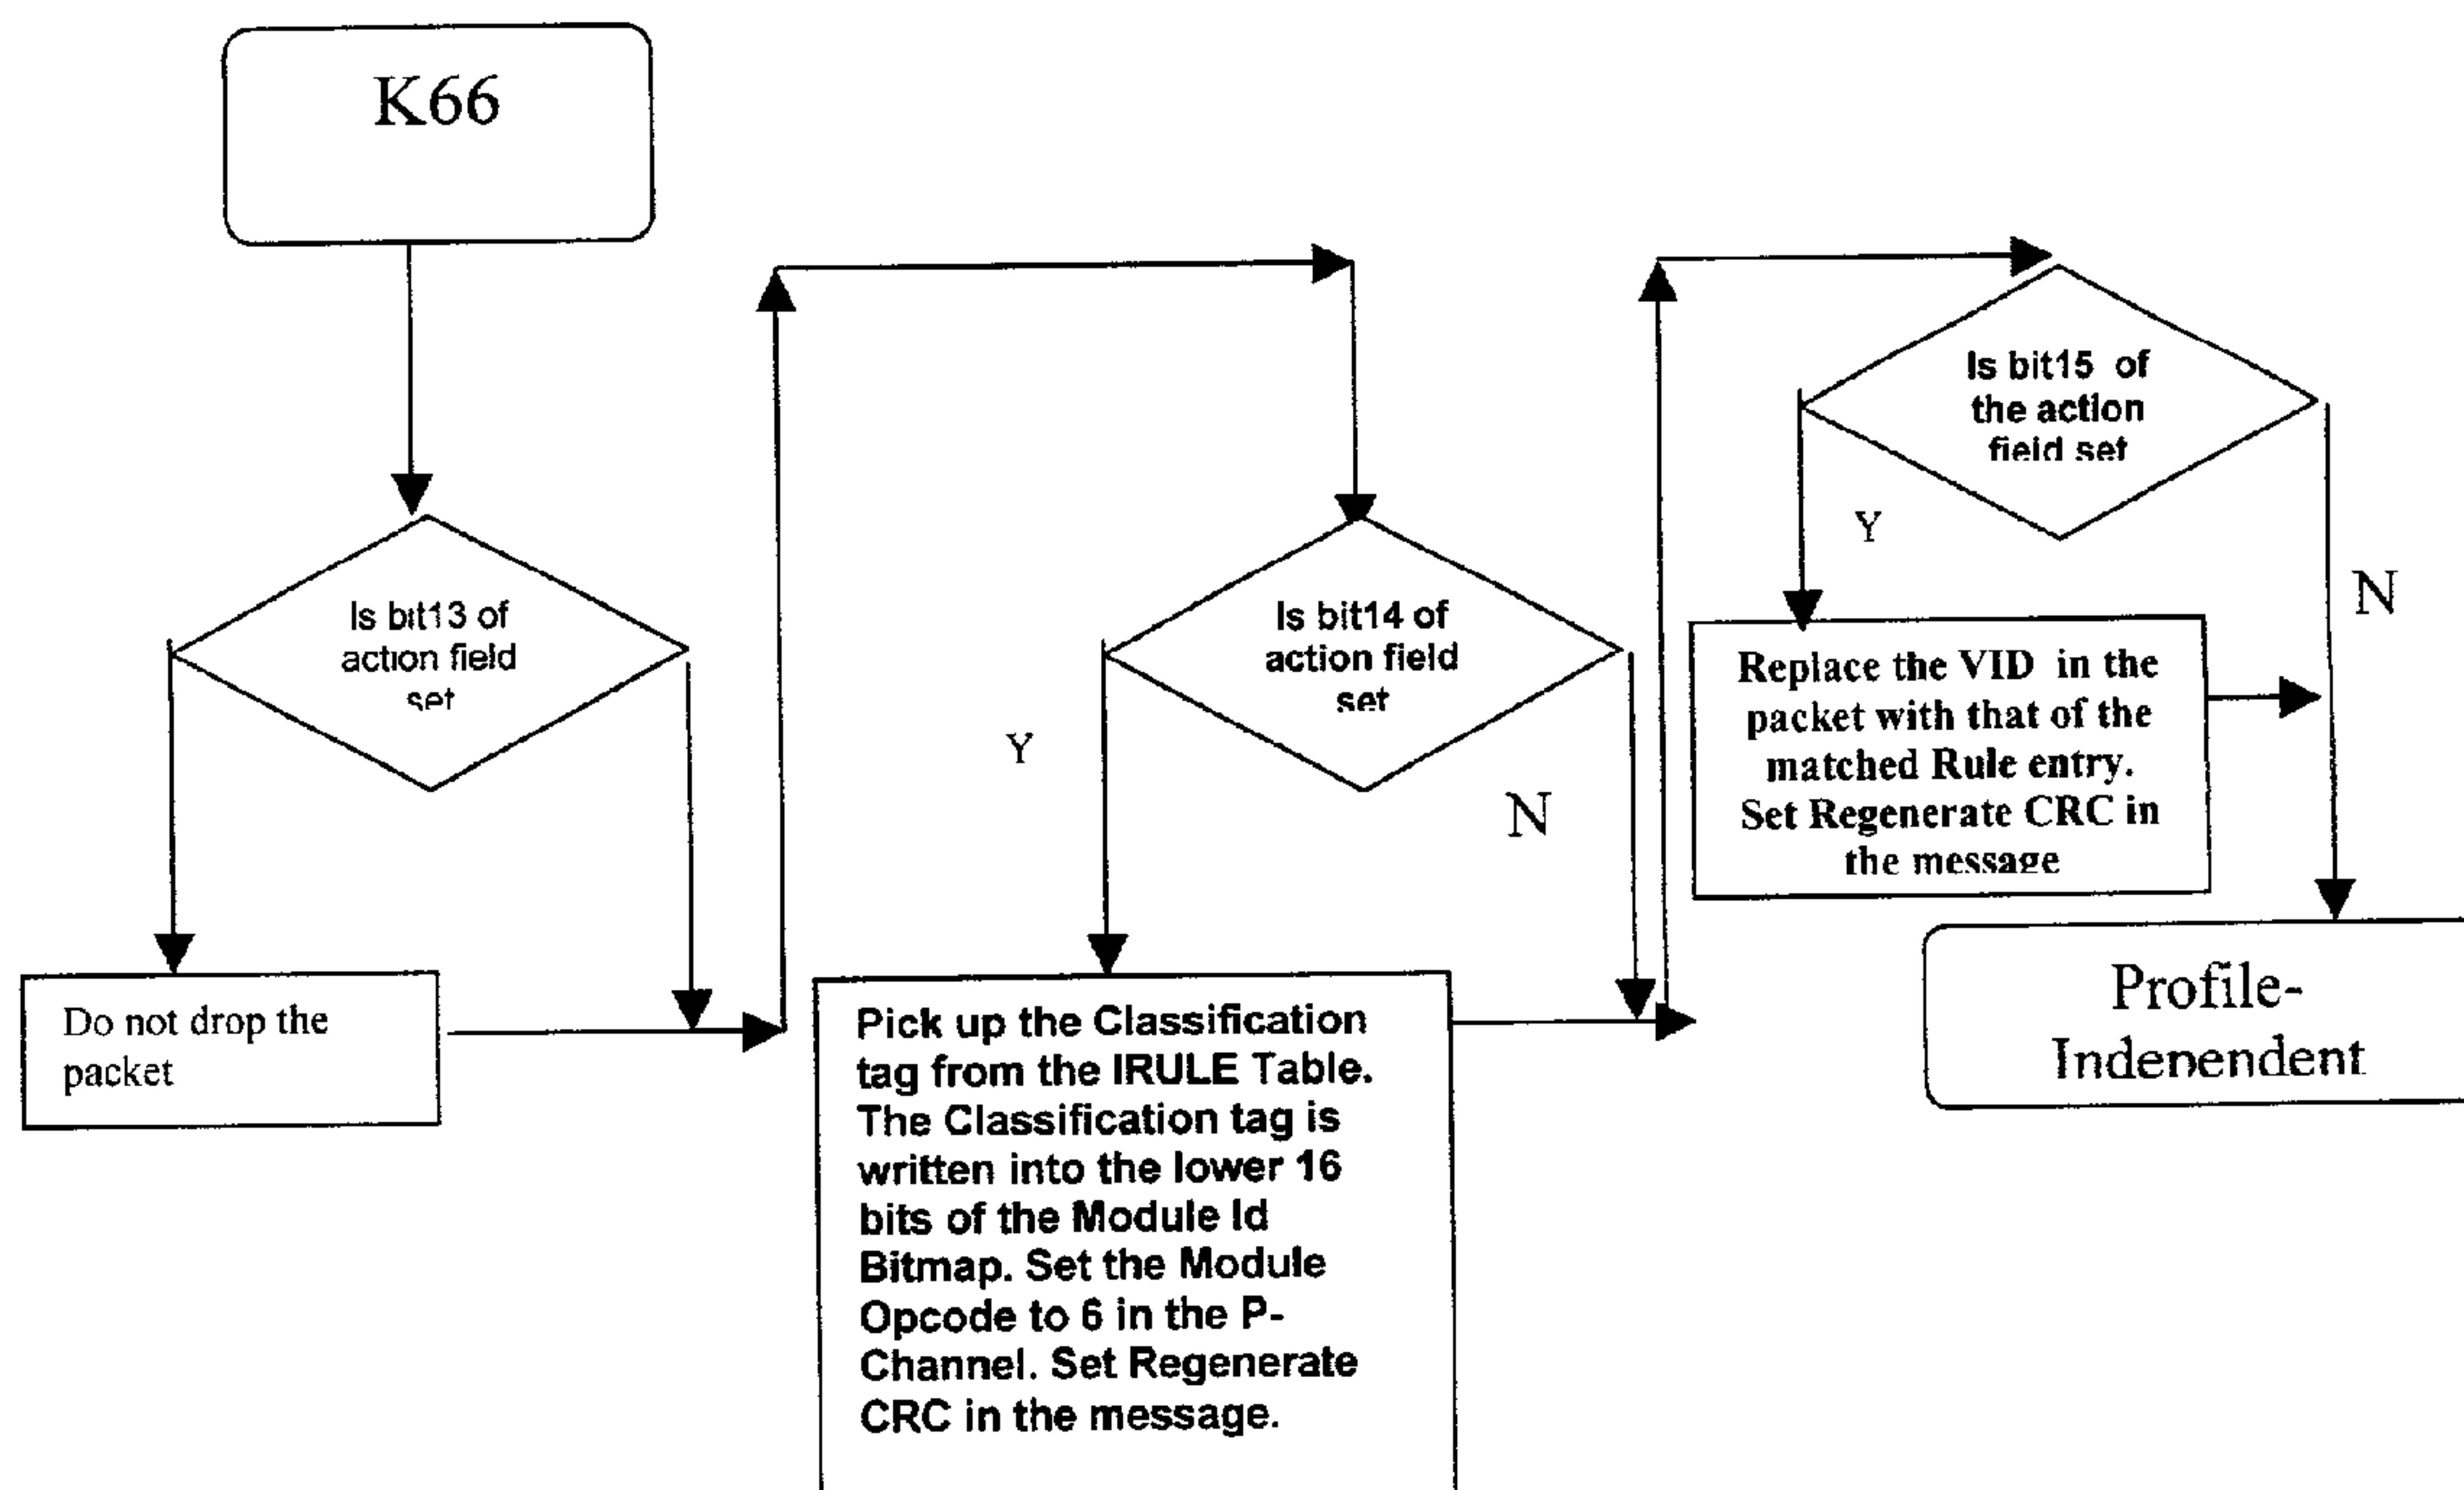 K66
Is bit13 of
action field
set
Do not drop the
packet
Is bit14 of
action field
set
Y
N
Pick up the Classification
tag from the IRULE Table.
The Classification tag is
written into the lower 16
bits of the Module Id
Bitmap. Set the Module
Opcode to 6 in the P-
Channel. Set Regenerate
CRC in the message.
Is bit15 of
the action
field set
Y
N
Replace the VID in the
packet with that of the
matched Rule entry.
Set Regenerate CRC in
the message
Profile-
Independent